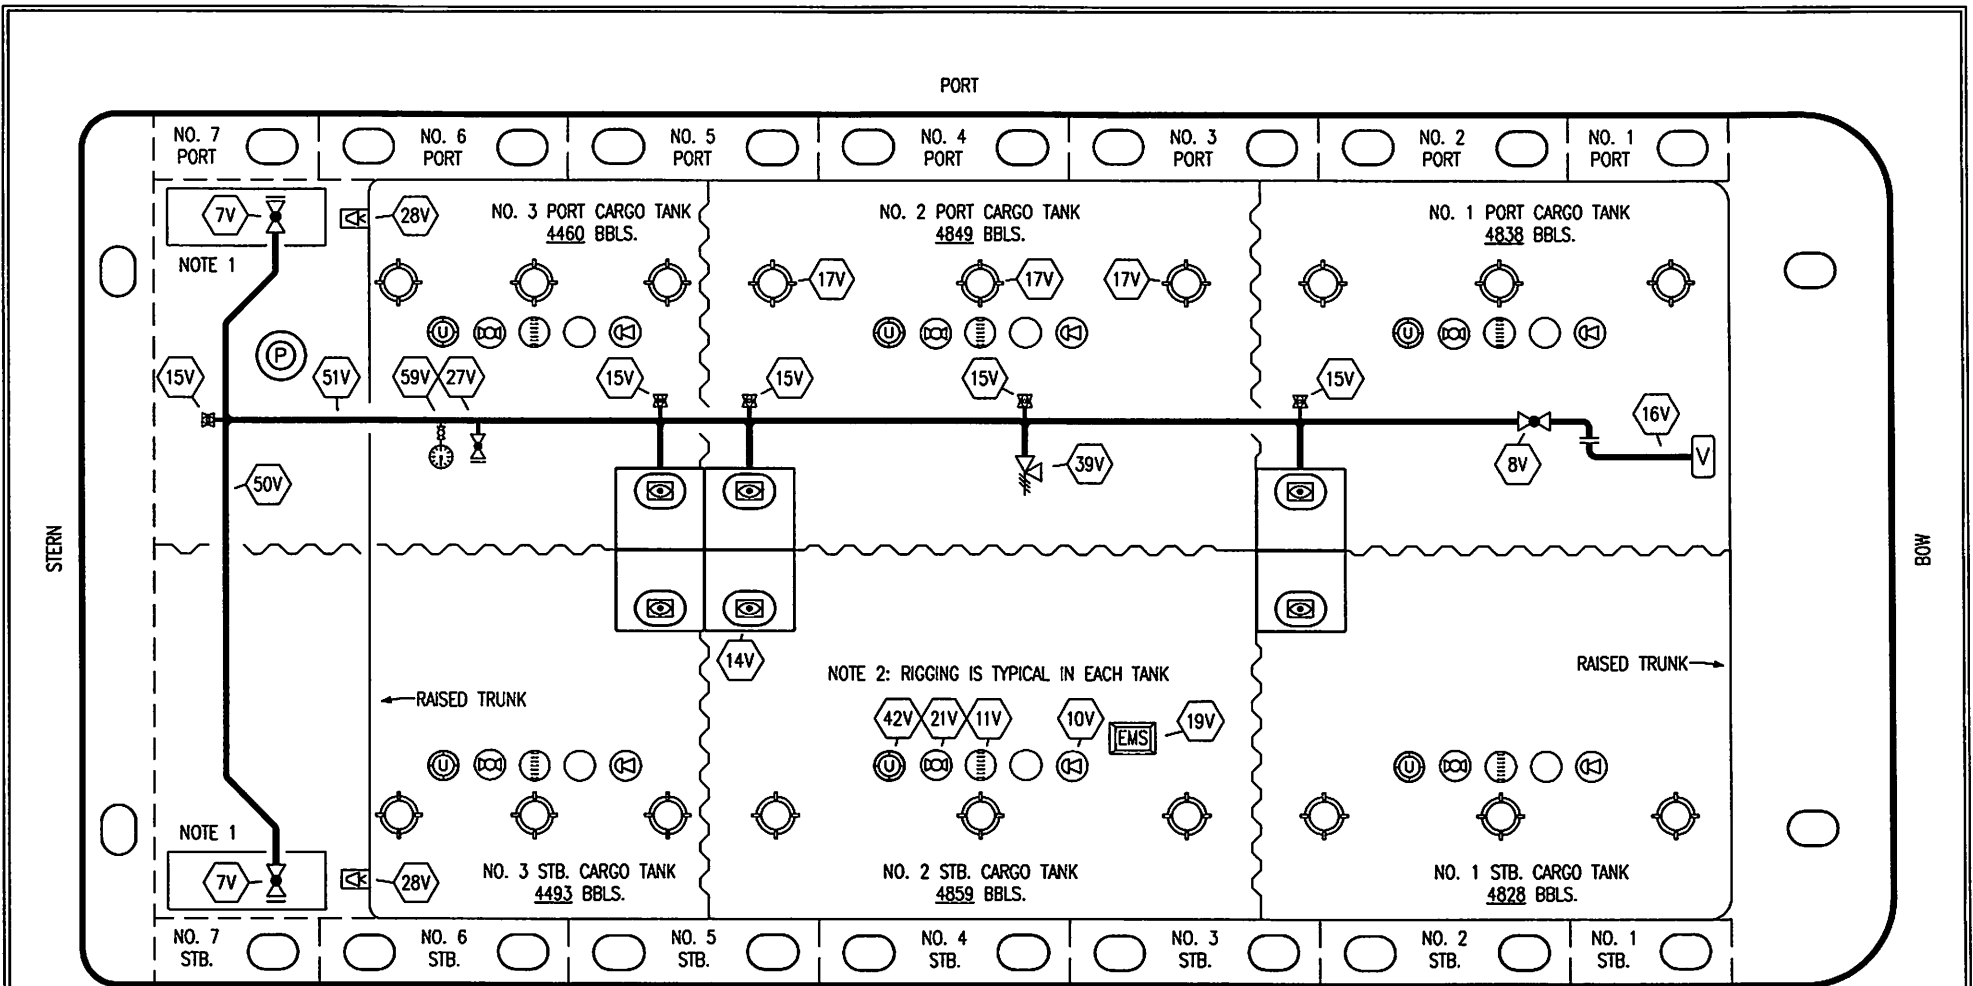 PORT
NO. 7 PORT
NO. 6 PORT
NO. 5 PORT
NO. 4 PORT
NO. 3 PORT
NO. 2 PORT
NO. 1 PORT
7V
28V
NO. 3 PORT CARGO TANK
4460 BBLS.
NO. 2 PORT CARGO TANK
4849 BBLS.
NO. 1 PORT CARGO TANK
4838 BBLS.
NOTE 1
17V
17V
17V
U
U
U
P
15V
51V
59V
27V
15V
15V
15V
15V
16V
39V
8V
V
50V
STERN
BOW
14V
NOTE 2: RIGGING IS TYPICAL IN EACH TANK
RAISED TRUNK
RAISED TRUNK
42V
21V
11V
10V
EMS
19V
U
U
U
NOTE 1
7V
28V
NO. 3 STB. CARGO TANK
4493 BBLS.
NO. 2 STB. CARGO TANK
4859 BBLS.
NO. 1 STB. CARGO TANK
4828 BBLS.
NO. 7 STB.
NO. 6 STB.
NO. 5 STB.
NO. 4 STB.
NO. 3 STB.
NO. 2 STB.
NO. 1 STB.